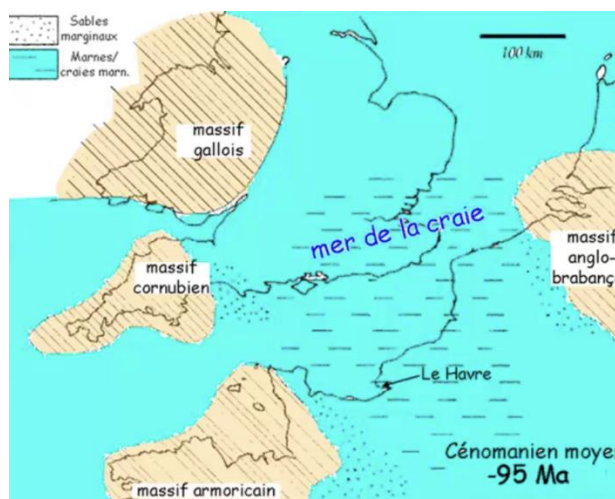 Sables
marginaux
Marnes/
craies marn.
100 km
?
massif
gallois
mer de la craie
massif
anglo-
brabanç
massif
cornubien
Le Havre
Cénomanien moye
-95 Ma
massif armoricain